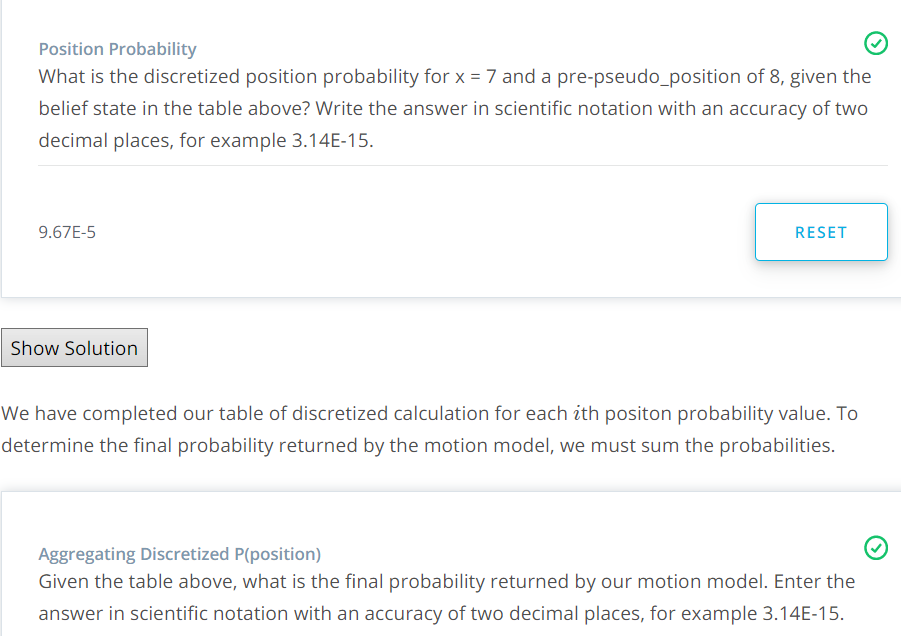 Position Probability
What is the discretized position probability for x = 7 and a pre-pseudo_position of 8, given the
belief state in the table above? Write the answer in scientific notation with an accuracy of two
decimal places, for example 3.14E-15.
9.67E-5
RESET
Show Solution
We have completed our table of discretized calculation for each ith positon probability value. To
determine the final probability returned by the motion model, we must sum the probabilities.
Aggregating Discretized P(position)
Given the table above, what is the final probability returned by our motion model. Enter the
answer in scientific notation with an accuracy of two decimal places, for example 3.14E-15.